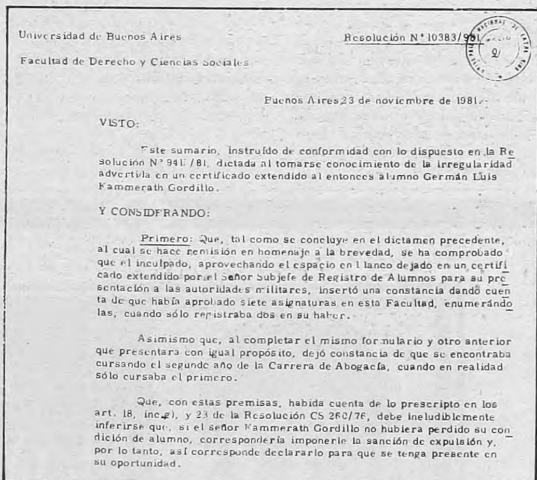 Universidad de Buenos Aires
Resolución N° 10383/981
Facultad de Derecho y Ciencias Sociales
Buenos Aires, 23 de noviembre de 1981.-
VISTO:
Este sumario, instruído de conformidad con lo dispuesto en la Re
solución N° /81, dictada al tomarse conocimiento de la irregularidad
advertida en un certificado extendido al entonces alumno Germán Luis
Kammerath Gordillo.
Y CONSIDERANDO:
Primero: Que, tal como se concluye en el dictamen precedente,
al cual se hace remisión en homenaje a la brevedad, se ha comprobado
que el inculpado, aprovechando el espacio en blanco dejado en un certifi
cado extendido por el Señor Subjefe de Registro de Alumnos para su pre
sentación a las autoridades militares, insertó una constancia dando cuen
ta de que había aprobado siete asignaturas en esta Facultad, enumerándo
las, cuando sólo registraba dos en su haber.
Asimismo que, al completar el mismo formulario y otro anterior
que presentara con igual propósito, dejó constancia de que se encontraba
cursando el segundo año de la Carrera de Abogacía, cuando en realidad
sólo cursaba el primero.
Que, con estas premisas, habida cuenta de lo prescripto en los
art. 18, inc. g), y 23 de la Resolución CS 260/76, debe ineludiblemente
inferirse que, si el señor Kammerath Gordillo no hubiera perdido su con
dición de alumno, correspondería imponerle la sanción de expulsión y,
por lo tanto, así corresponde declararlo para que se tenga presente en
su oportunidad.